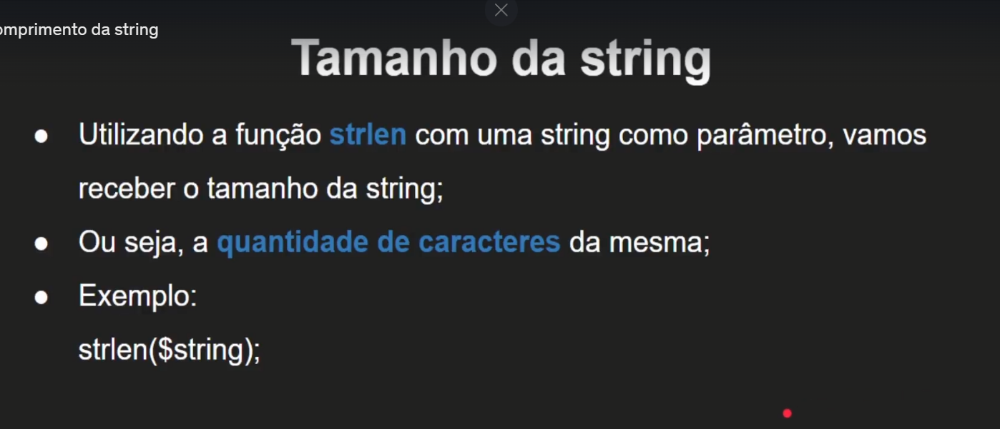 omprimento da string
Tamanho da string
● Utilizando a função strlen com uma string como parâmetro, vamos
receber o tamanho da string;
● Ou seja, a quantidade de caracteres da mesma;
● Exemplo:
strlen($string);